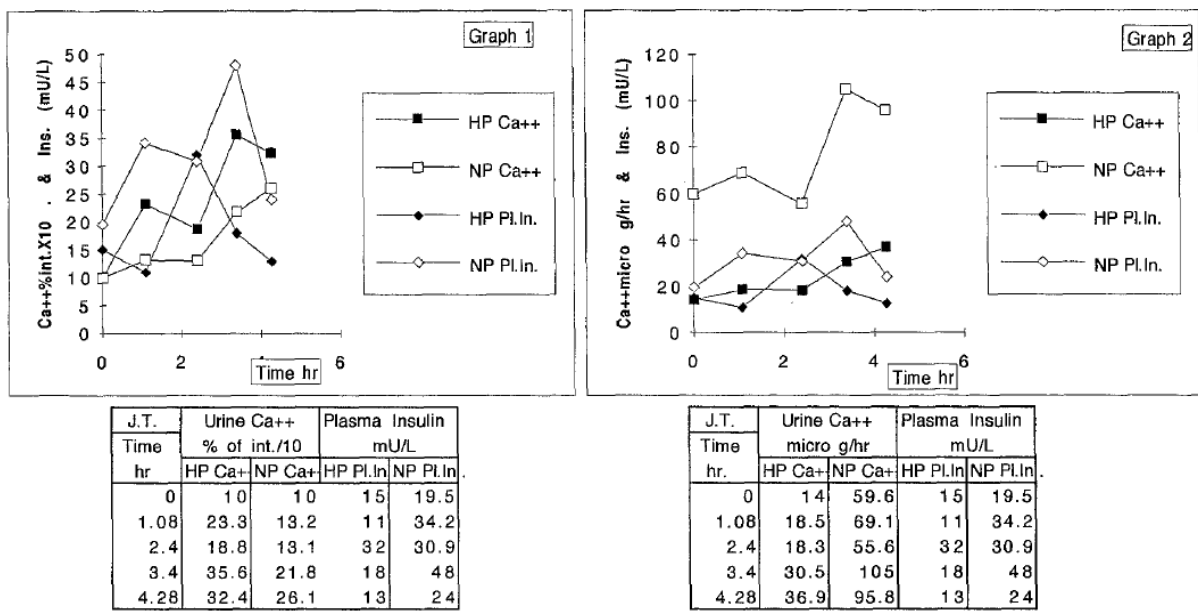 Graph 1
Ca++%int.X10 . & Ins. (mU/L)
50
45
40
35
30
25
20
15
10
5
0
0 2 4 6
Time hr
HP Ca++
NP Ca++
HP Pl.In.
NP Pl.In.
Graph 2
Ca++micro g/hr & Ins. (mU/L)
120
100
80
60
40
20
0
0 2 4 6
Time hr
HP Ca++
NP Ca++
HP Pl.In.
NP Pl.In.
J.T. Urine Ca++ Plasma Insulin
Time % of int./10 mU/L
hr HP Ca+ NP Ca+ HP Pl.In NP Pl.In.
0 10 10 15 19.5
1.08 23.3 13.2 11 34.2
2.4 18.8 13.1 32 30.9
3.4 35.6 21.8 18 48
4.28 32.4 26.1 13 24
J.T. Urine Ca++ Plasma Insulin
Time micro g/hr mU/L
hr. HP Ca+ NP Ca+ HP Pl.In NP Pl.In.
0 14 59.6 15 19.5
1.08 18.5 69.1 11 34.2
2.4 18.3 55.6 32 30.9
3.4 30.5 105 18 48
4.28 36.9 95.8 13 24